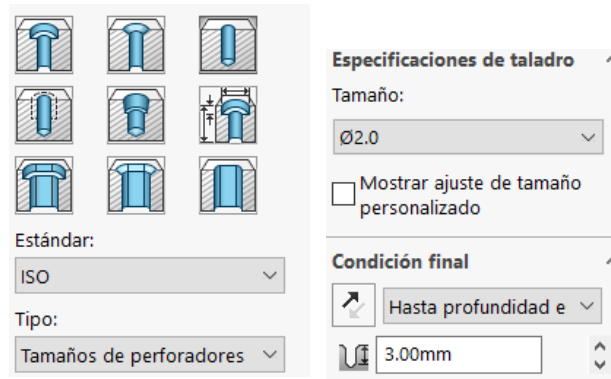 Estándar:
ISO
Tipo:
Tamaños de perforadores
Especificaciones de taladro
Tamaño:
Ø2.0
Mostrar ajuste de tamaño
personalizado
Condición final
Hasta profundidad e
3.00mm